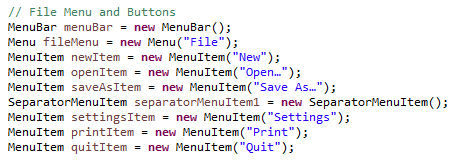 // File Menu and Buttons
MenuBar menuBar = new MenuBar();
Menu fileMenu = new Menu("File");
MenuItem newItem = new MenuItem("New");
MenuItem openItem = new MenuItem("Open…");
MenuItem saveAsItem = new MenuItem("Save As…");
SeparatorMenuItem separatorMenuItem1 = new SeparatorMenuItem();
MenuItem settingsItem = new MenuItem("Settings");
MenuItem printItem = new MenuItem("Print");
MenuItem quitItem = new MenuItem("Quit");